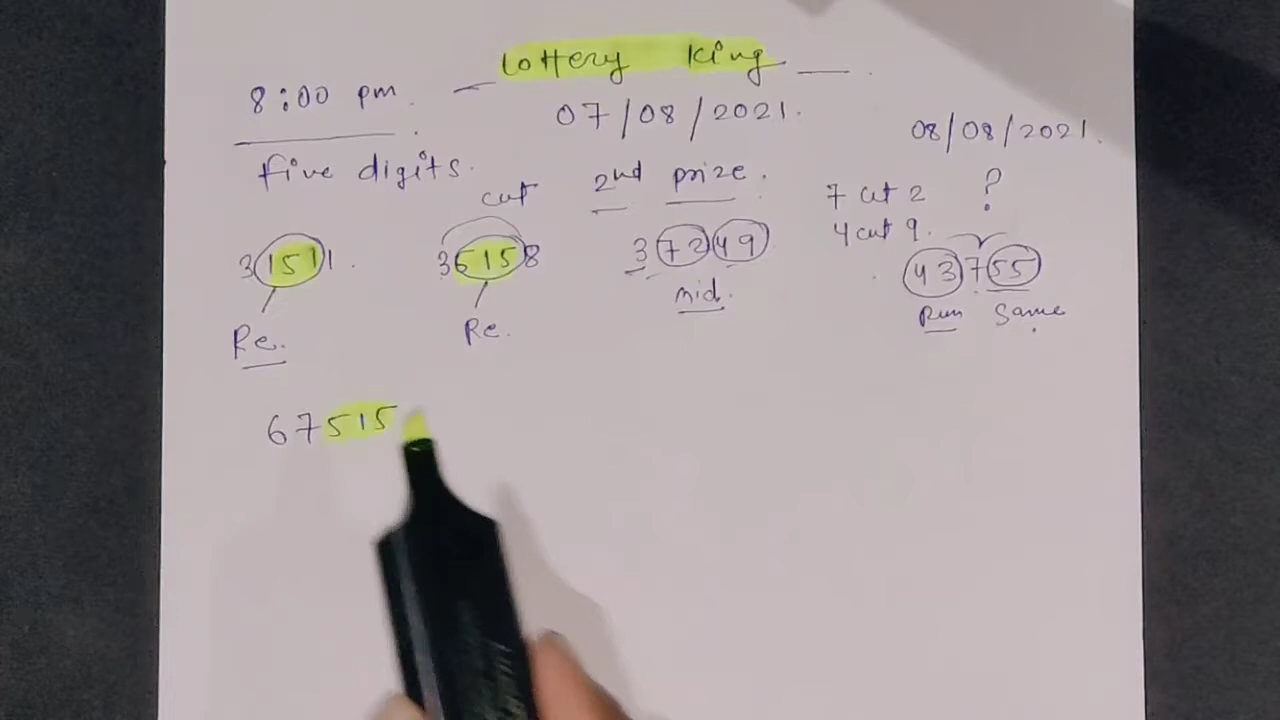 Lottery King
8:00 pm.
07/08/2021.
08/08/2021.
five digits.
cut
2nd prize.
7 cut 2
?
4 cut 9.
31511.
36158
37249
43755
Re.
Re.
mid.
Run
Same
67515